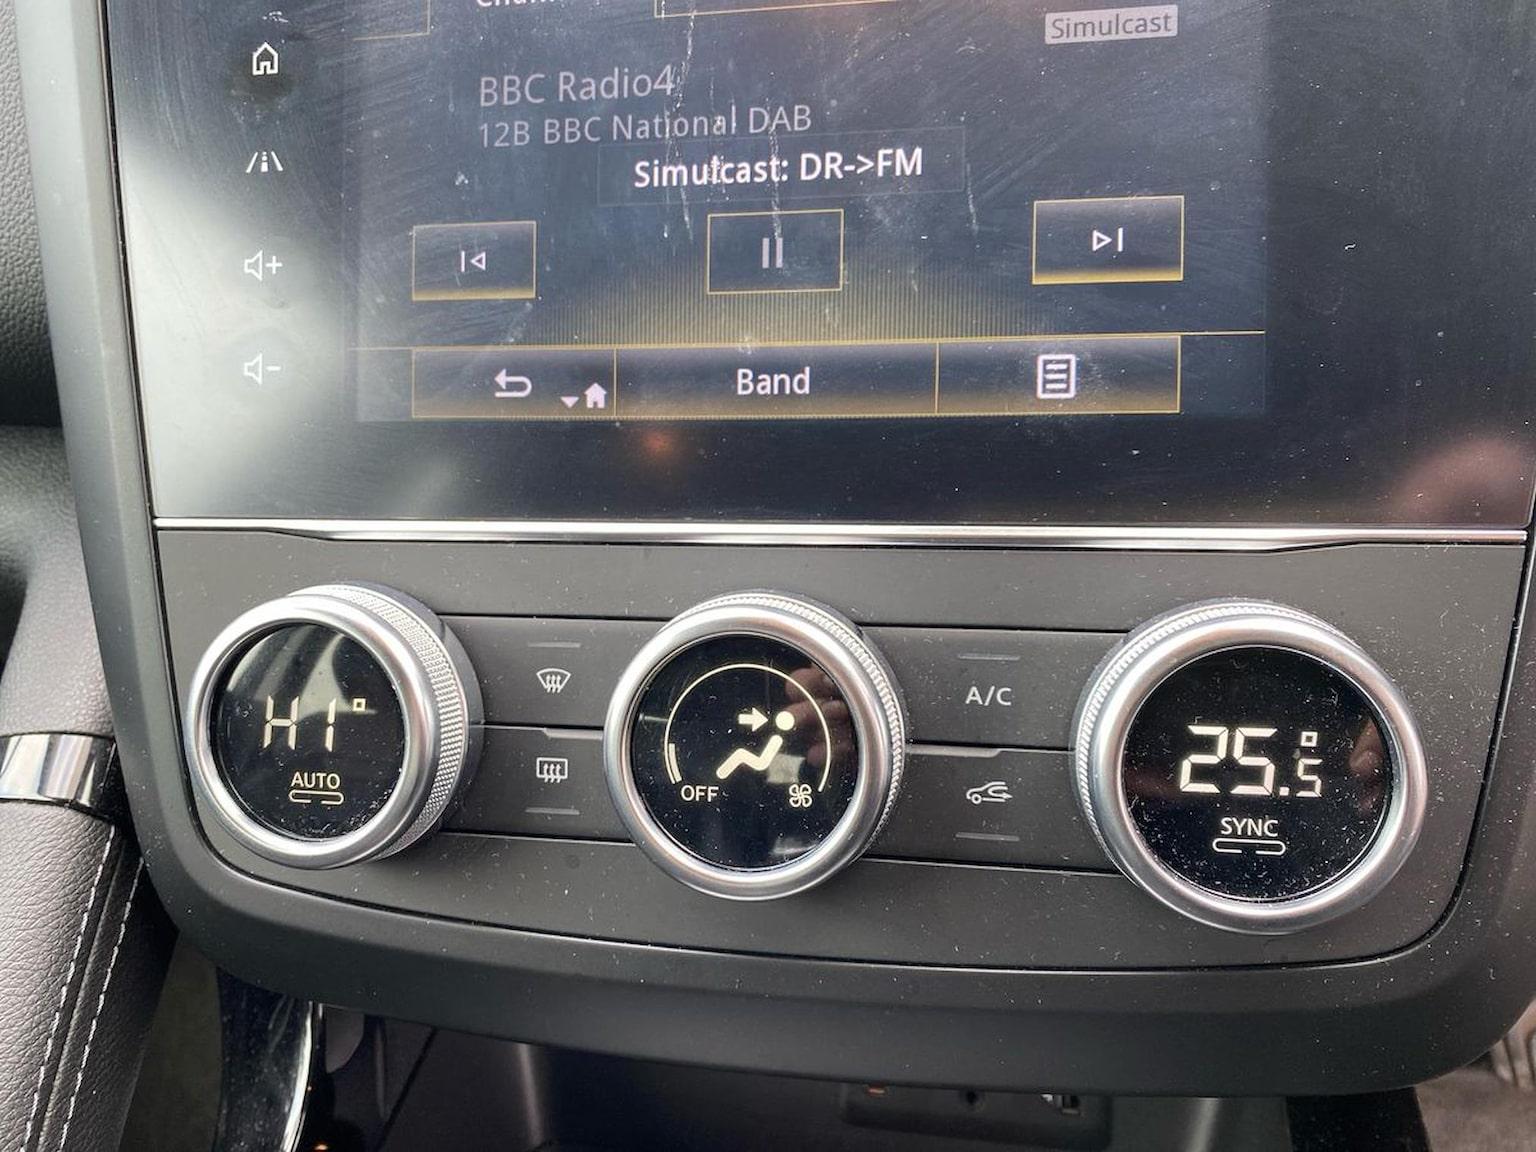 Simulcast
BBC Radio4
12B BBC National DAB
Simulcast: DR->FM
Band
HI°
AUTO
OFF
A/C
25.5°
SYNC